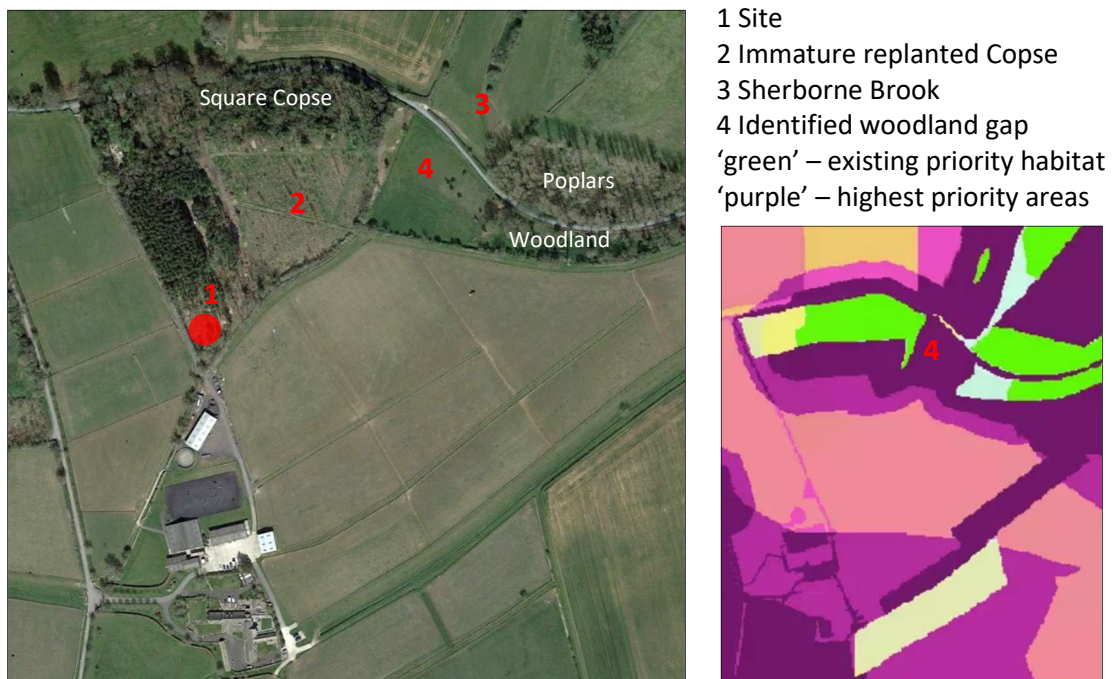 1 Site
2 Immature replanted Copse
3 Sherborne Brook
4 Identified woodland gap
‘green’ – existing priority habitat
‘purple’ – highest priority areas
Square Copse
3
4
Poplars
2
Woodland
1
4